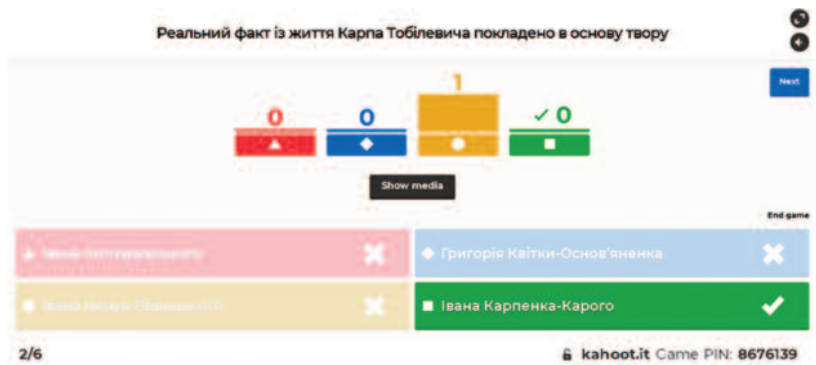 Реальний факт із життя Карпа Тобілевича покладено в основу твору
Next
1
0
0
0
Show media
End game
Григорія Квітки-Основ'яненка
Івана Карпенка-Карого
2/6
kahoot.it Game PIN: 8676139